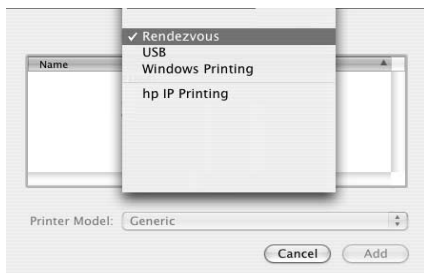 ✓ Rendezvous
USB
Windows Printing
Name
hp IP Printing
Printer Model: Generic
Cancel Add